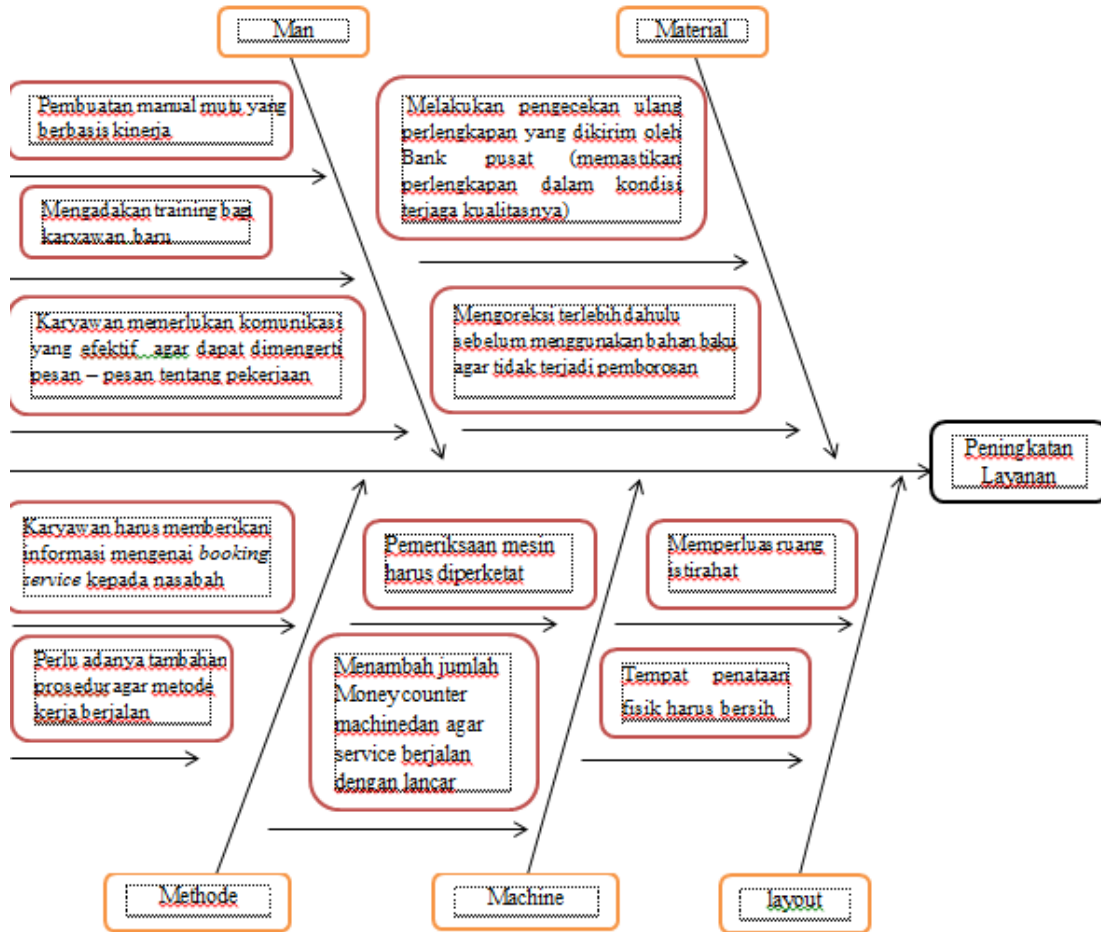 Man
Material
Pembuatan manual mutu yang
berbasis kinerja
Melakukan pengecekan ulang
perlengkapan yang dikirim oleh
Bank pusat (memastikan
perlengkapan dalam kondisi
terjaga kualitasnya)
Mengadakan training bagi
karyawan baru
Karyawan memerlukan komunikasi
yang efektif agar dapat dimengerti
pesan – pesan tentang pekerjaan
Mengoreksi terlebih dahulu
sebelum menggunakan bahan baku
agar tidak terjadi pemborosan
Peningkatan
Layanan
Karyawan harus memberikan
informasi mengenai booking
service kepada nasabah
Pemeriksaan mesin
harus diperketat
Memperluas ruang
istirahat
Perlu adanya tambahan
prosedur agar metode
kerja berjalan
Menambah jumlah
Money counter
machinedan agar
service berjalan
dengan lancar
Tempat penataan
fisik harus bersih
Methode
Machine
layout